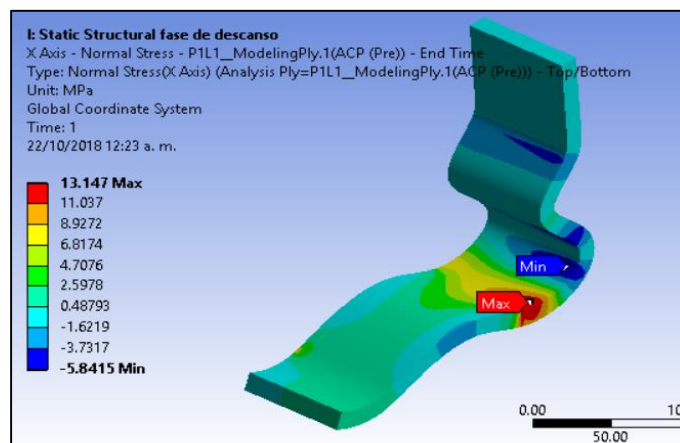 I: Static Structural fase de descanso
X Axis - Normal Stress - P1L1__ModelingPly.1(ACP (Pre)) - End Time
Type: Normal Stress(X Axis) (Analysis Ply=P1L1__ModelingPly.1(ACP (Pre))) - Top/Bottom
Unit: MPa
Global Coordinate System
Time: 1
22/10/2018 12:23 a. m.
13.147 Max
11.037
8.9272
6.8174
4.7076
2.5978
0.48793
-1.6219
-3.7317
-5.8415 Min
Min
Max
0.00
10
50.00